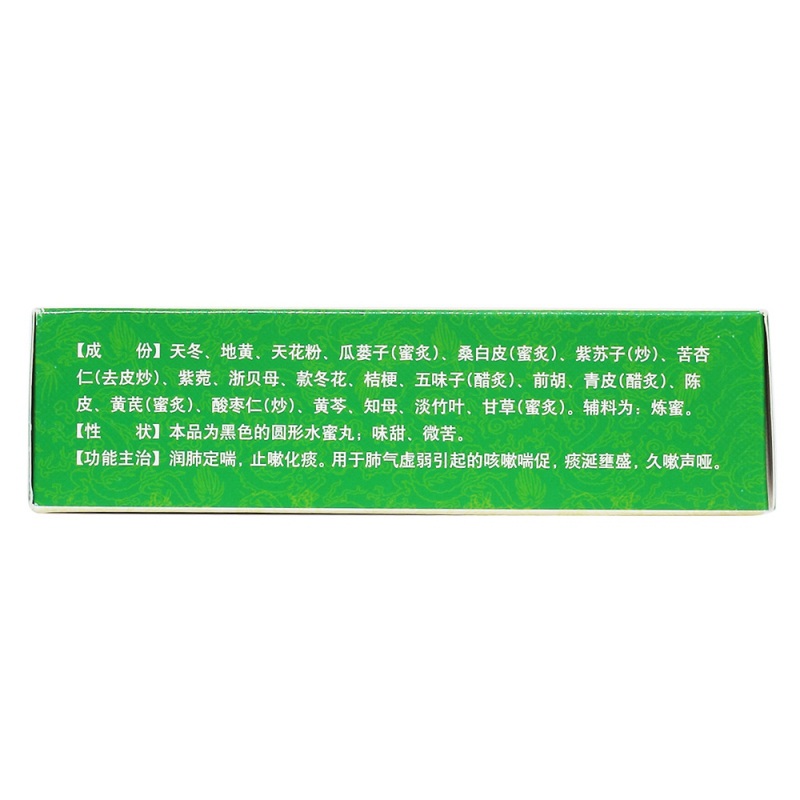 【成　　份】天冬、地黄、天花粉、瓜蒌子(蜜炙)、桑白皮(蜜炙)、紫苏子(炒)、苦杏
仁(去皮炒)、紫菀、浙贝母、款冬花、桔梗、五味子(醋炙)、前胡、青皮(醋炙)、陈
皮、黄芪(蜜炙)、酸枣仁(炒)、黄芩、知母、淡竹叶、甘草(蜜炙)。辅料为：炼蜜。
【性　　状】本品为黑色的圆形水蜜丸；味甜、微苦。
【功能主治】润肺定喘，止嗽化痰。用于肺气虚弱引起的咳嗽喘促，痰涎壅盛，久嗽声哑。